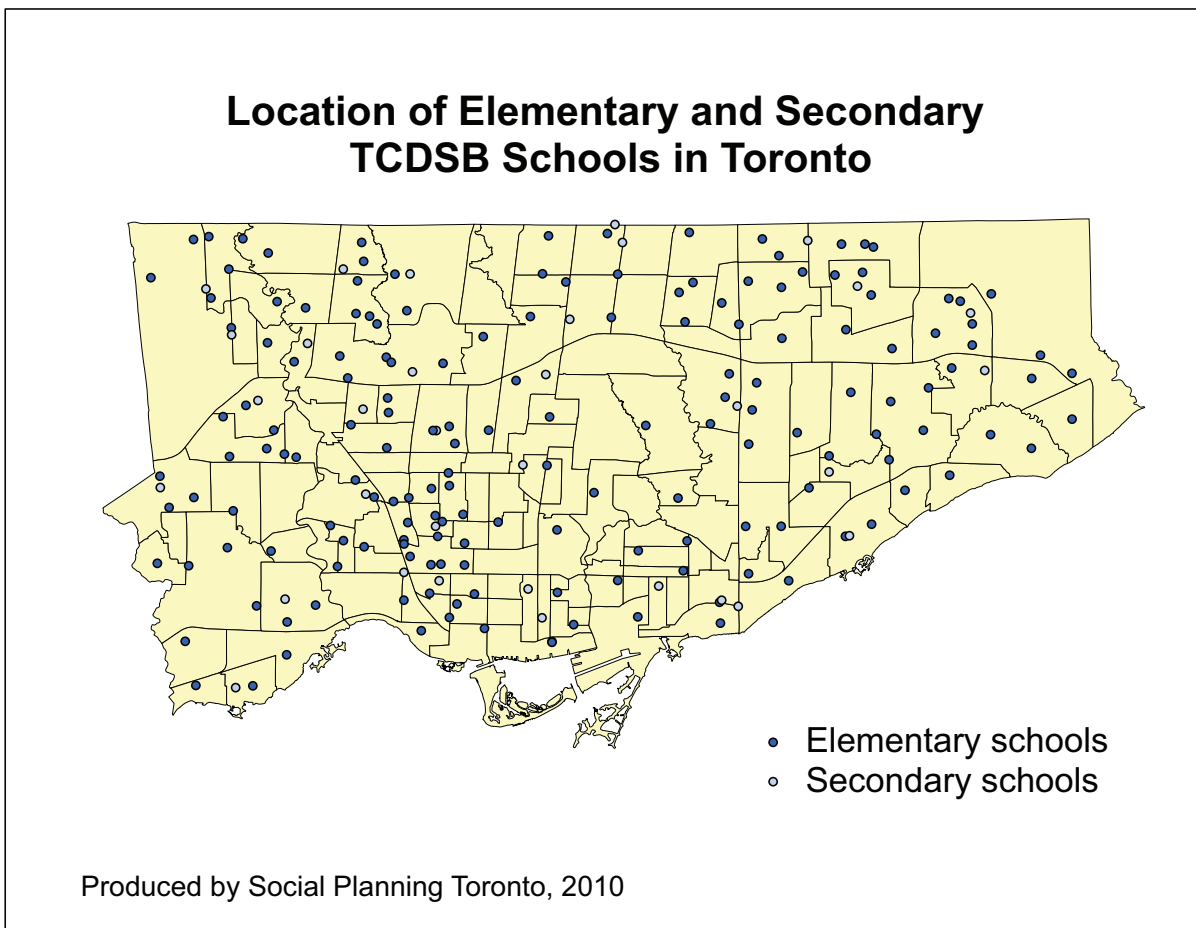 Location of Elementary and Secondary
TCDSB Schools in Toronto
Elementary schools
Secondary schools
Produced by Social Planning Toronto, 2010